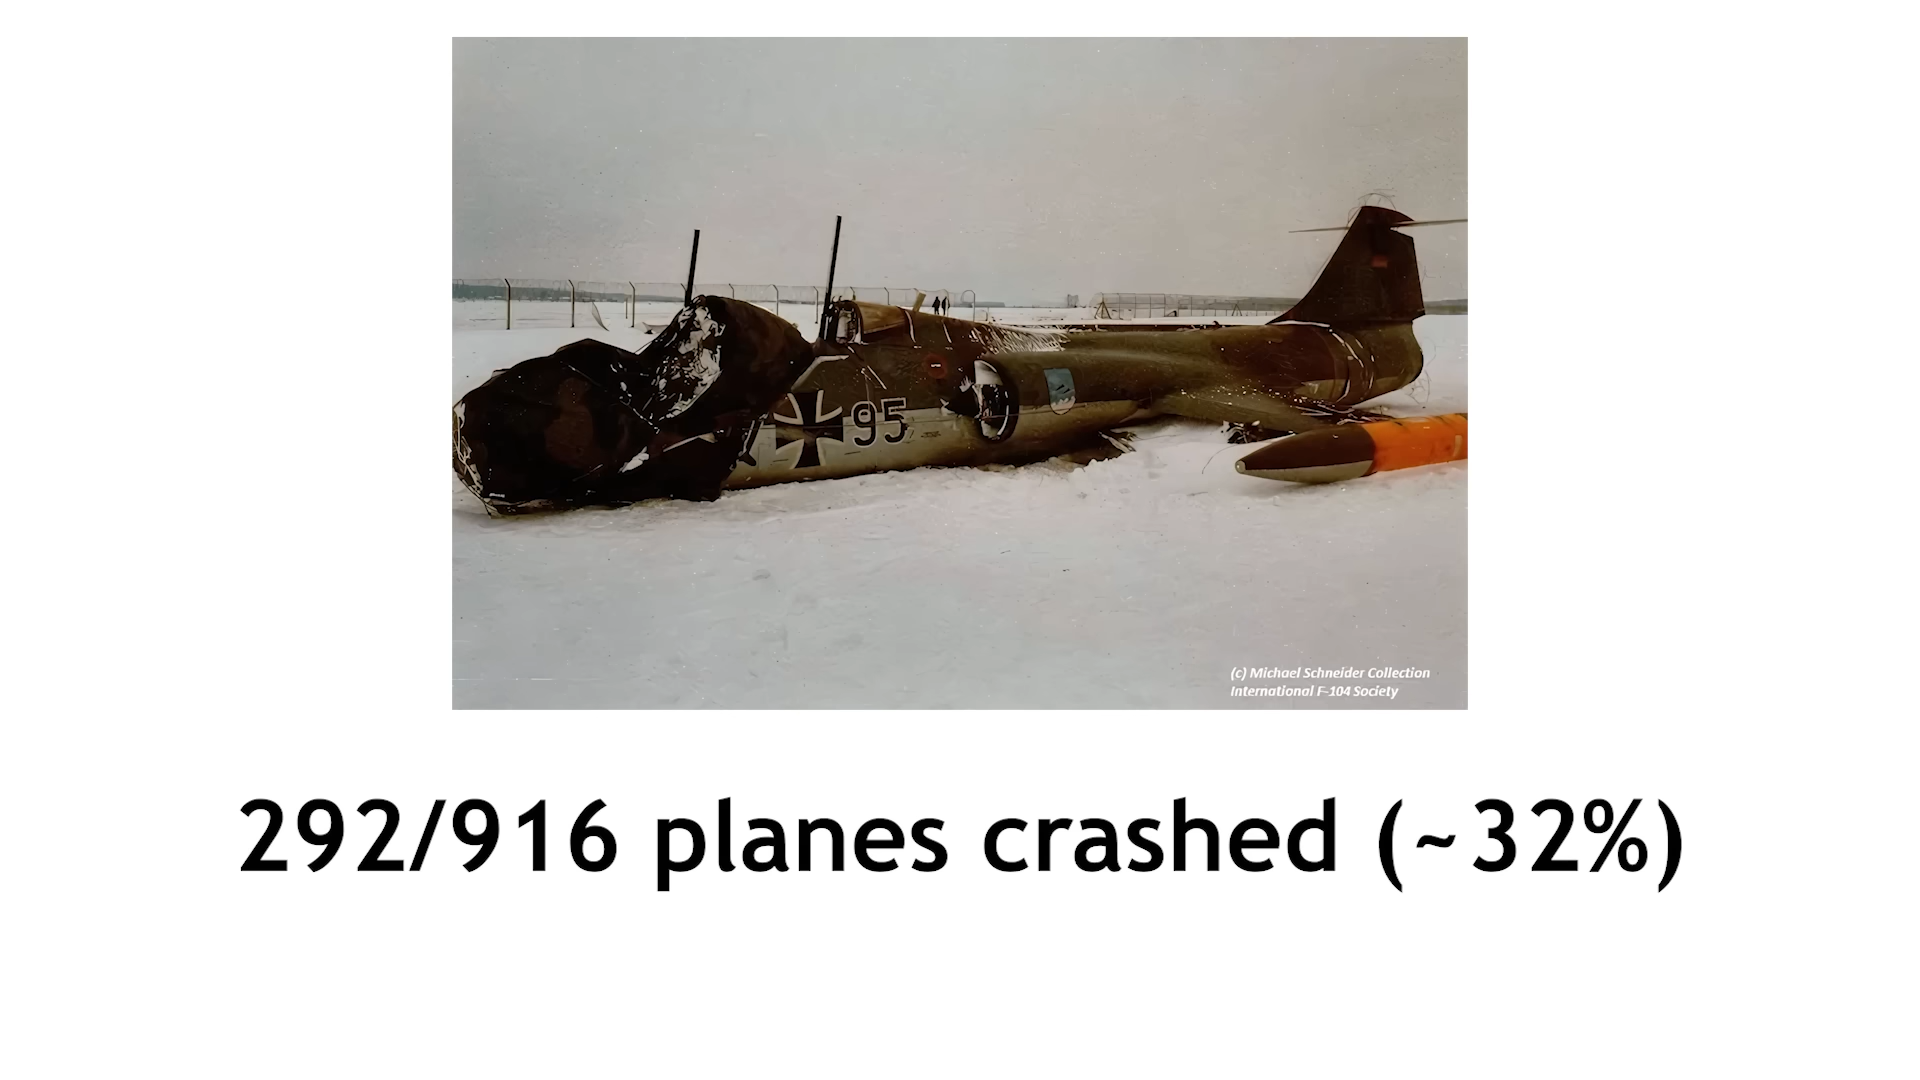 95
(c) Michael Schneider Collection
International F-104 Society
292/916 planes crashed (~32%)